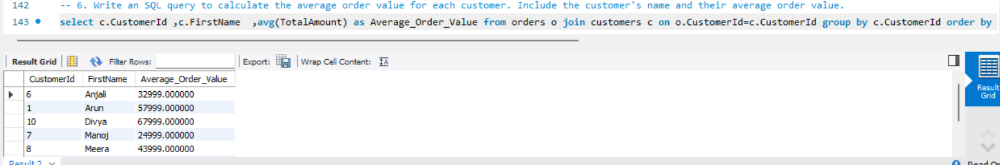 142 -- 6. Write an SQL query to calculate the average order value for each customer. Include the customer's name and their average order value.
143 select c.CustomerId ,c.FirstName ,avg(TotalAmount) as Average_Order_Value from orders o join customers c on o.CustomerId=c.CustomerId group by c.CustomerId order by
Result Grid Filter Rows: Export: Wrap Cell Content:
CustomerId FirstName Average_Order_Value
6 Anjali 32999.000000
1 Arun 57999.000000
10 Divya 67999.000000
7 Manoj 24999.000000
8 Meera 43999.000000
Result
Grid
Result 2